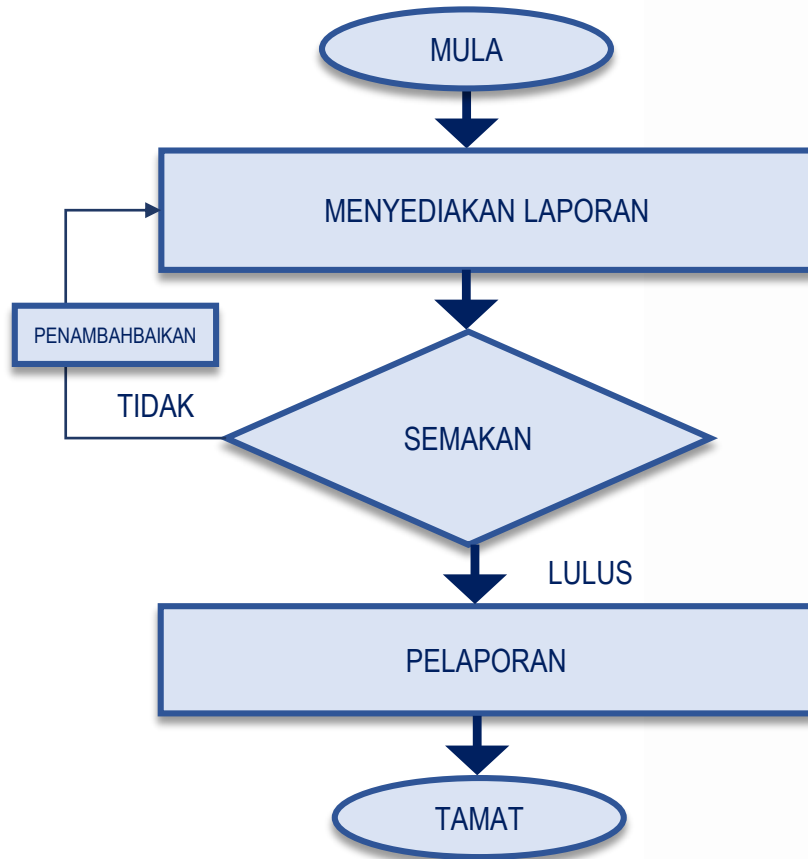 MULA
MENYEDIAKAN LAPORAN
PENAMBAHBAIKAN
TIDAK
SEMAKAN
LULUS
PELAPORAN
TAMAT